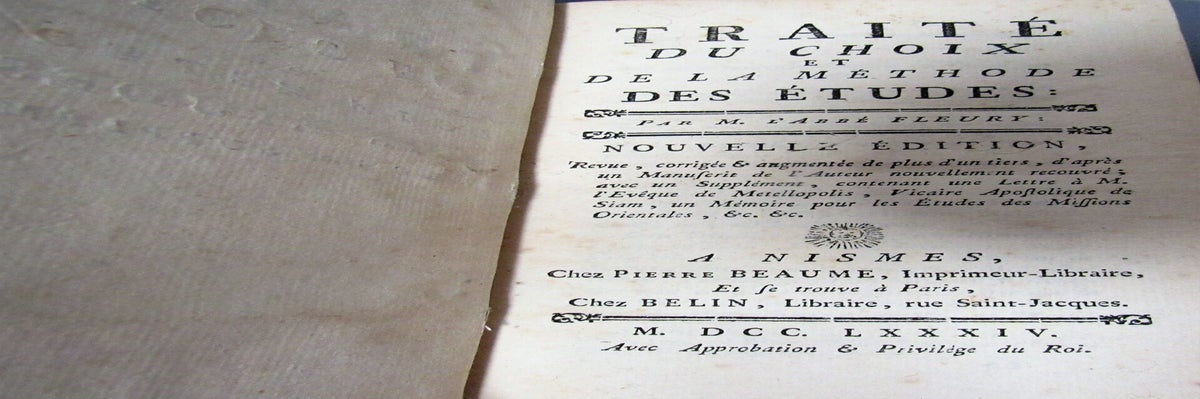 TRAITÉ
DU CHOIX
ET
DE LA MÉTHODE
DES ÉTUDES:
PAR M. L'ABBÉ FLEURY:
NOUVELLE ÉDITION,
Revue, corrigée & augmentée de plus d'un tiers, d'après
un Manuſcrit de l'Auteur nouvellement recouvré;
avec un Supplément, contenant une Lettre à M.
l'Evêque de Metellopolis, Vicaire Apoſtolique de
Siam, un Mémoire pour les Études des Miſſions
Orientales, &c. &c.
A NISMES,
Chez PIERRE BEAUME, Imprimeur-Libraire,
Et ſe trouve à Paris,
Chez BELIN, Libraire, rue Saint-Jacques.
M. DCC. LXXXIV.
Avec Approbation & Privilége du Roi.